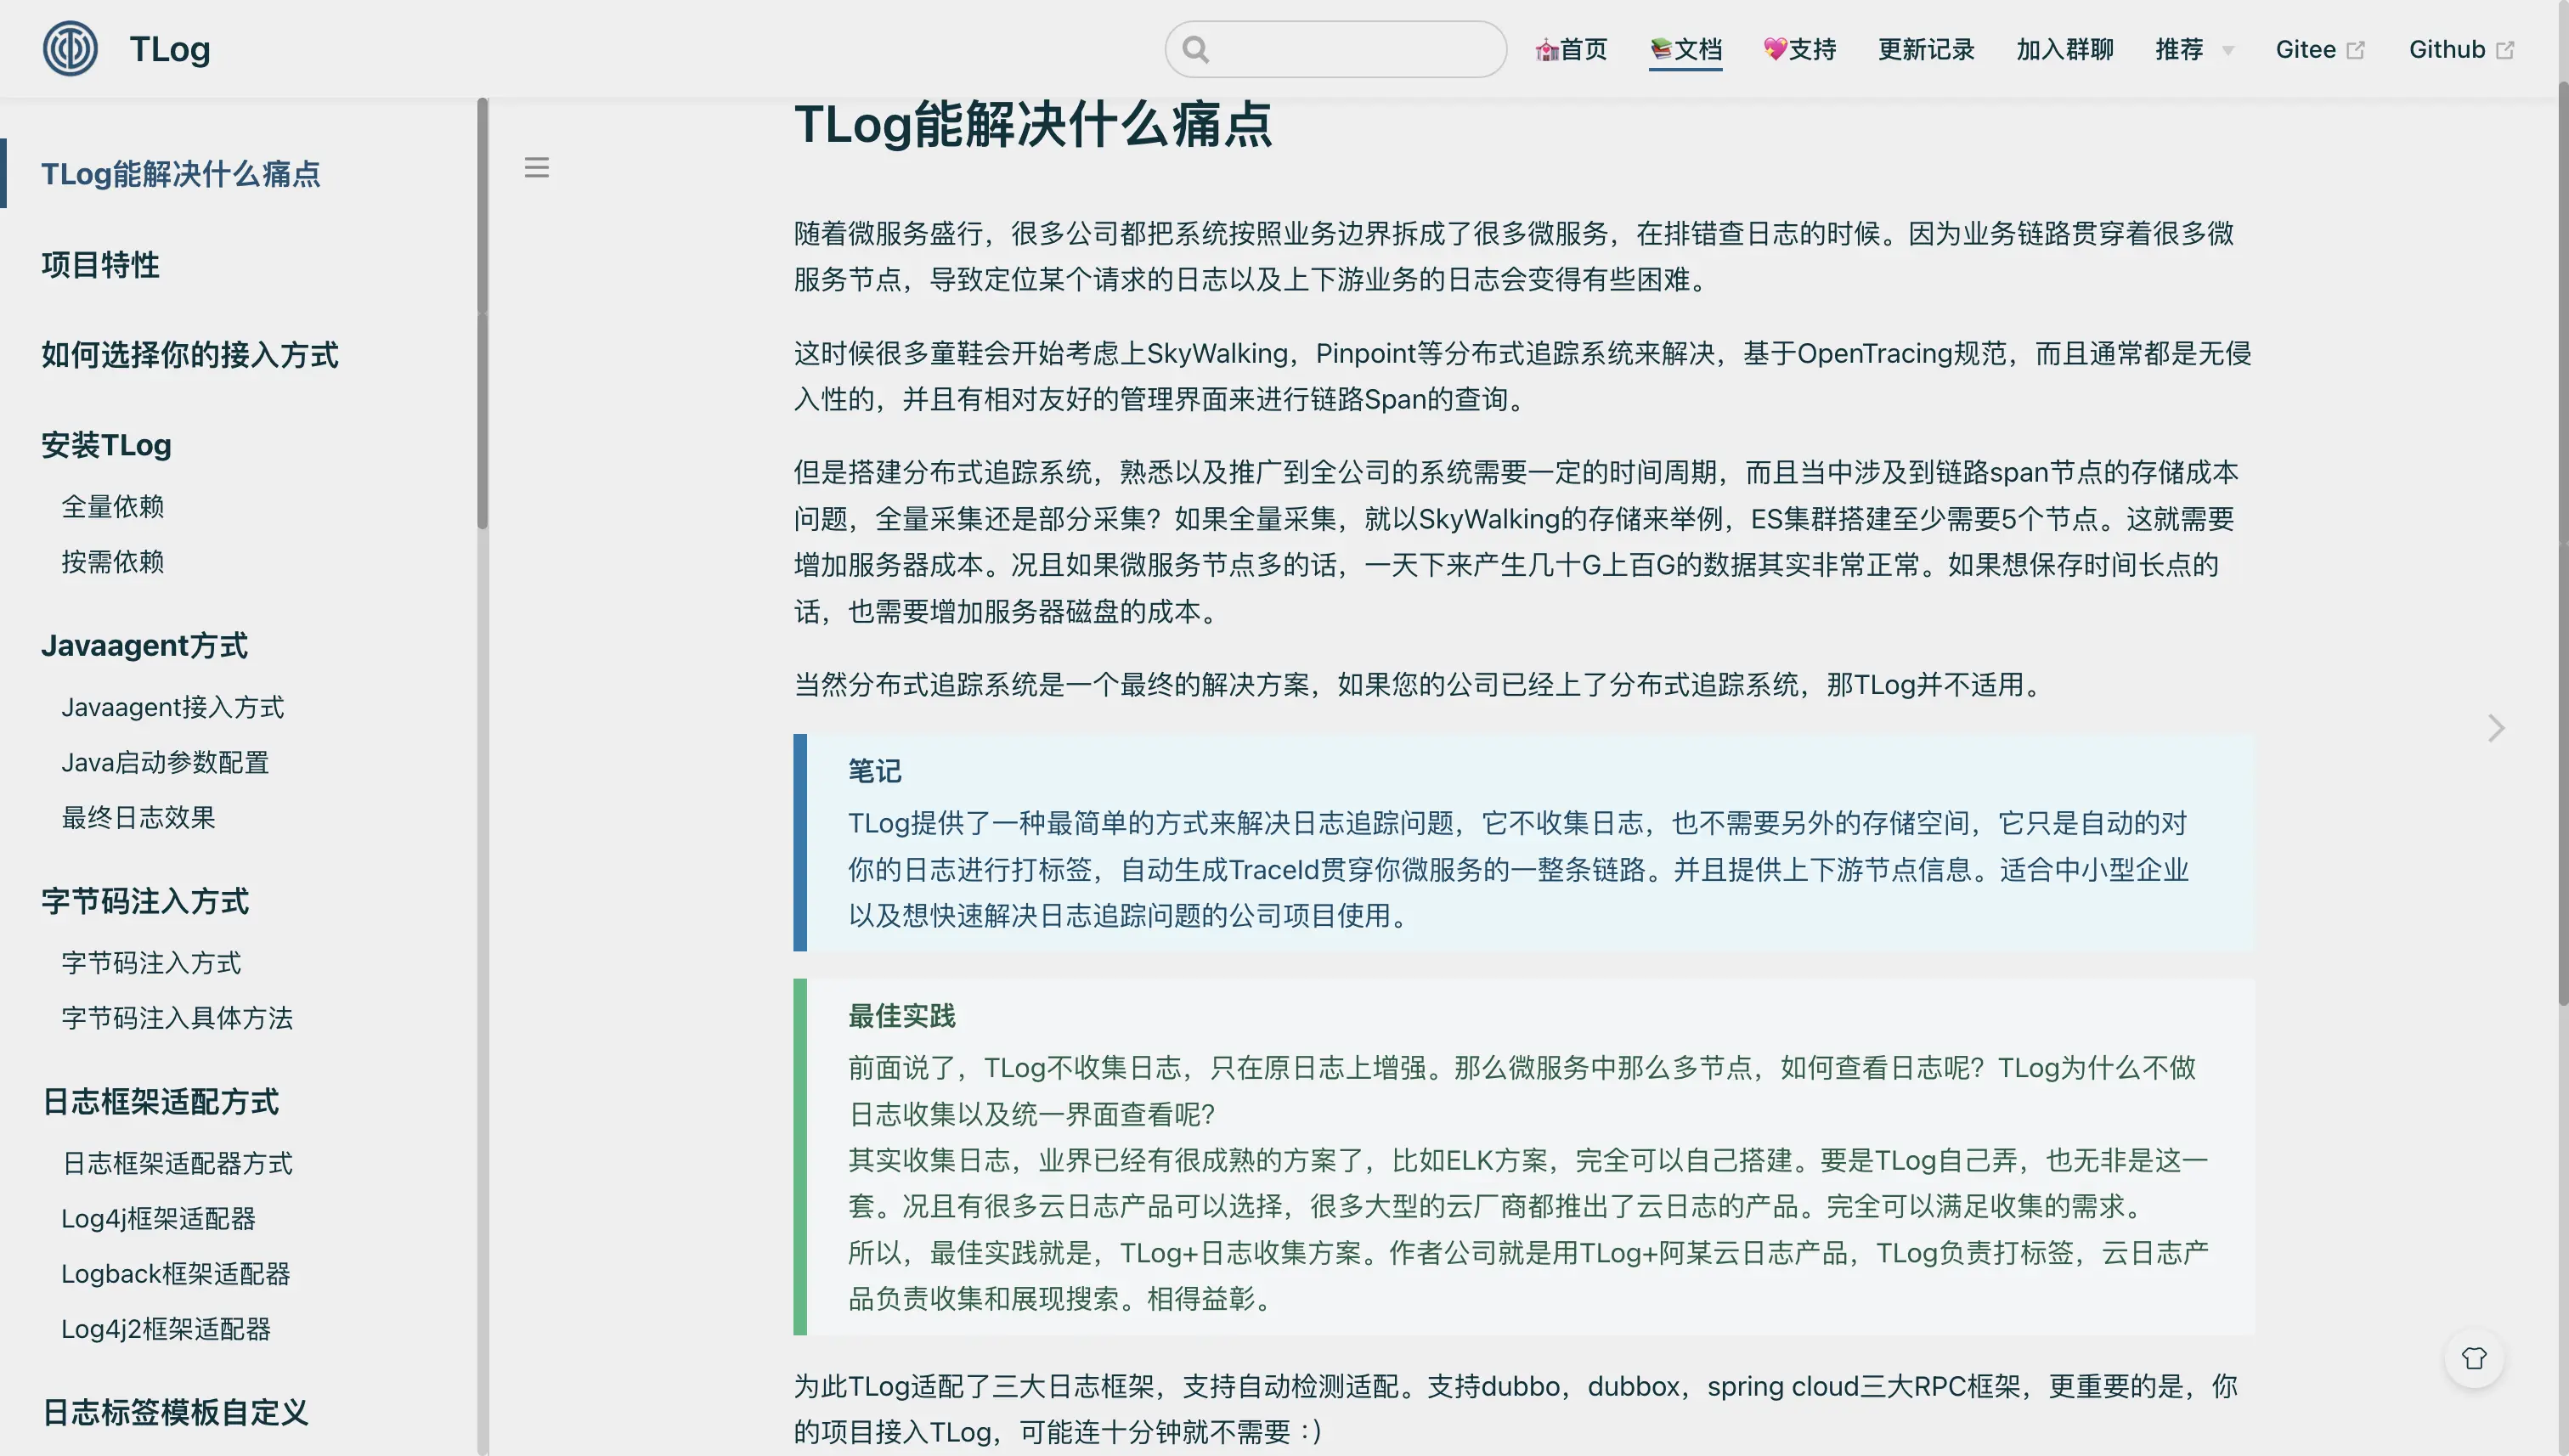 TLog
🏫首页
📚文档
💖支持
更新记录
加入群聊
推荐
Gitee
Github
TLog能解决什么痛点
项目特性
如何选择你的接入方式
安装TLog
全量依赖
按需依赖
Javaagent方式
Javaagent接入方式
Java启动参数配置
最终日志效果
字节码注入方式
字节码注入方式
字节码注入具体方法
日志框架适配方式
日志框架适配器方式
Log4j框架适配器
Logback框架适配器
Log4j2框架适配器
日志标签模板自定义
TLog能解决什么痛点
随着微服务盛行，很多公司都把系统按照业务边界拆成了很多微服务，在排错查日志的时候。因为业务链路贯穿着很多微
服务节点，导致定位某个请求的日志以及上下游业务的日志会变得有些困难。
这时候很多童鞋会开始考虑上SkyWalking，Pinpoint等分布式追踪系统来解决，基于OpenTracing规范，而且通常都是无侵
入性的，并且有相对友好的管理界面来进行链路Span的查询。
但是搭建分布式追踪系统，熟悉以及推广到全公司的系统需要一定的时间周期，而且当中涉及到链路span节点的存储成本
问题，全量采集还是部分采集？如果全量采集，就以SkyWalking的存储来举例，ES集群搭建至少需要5个节点。这就需要
增加服务器成本。况且如果微服务节点多的话，一天下来产生几十G上百G的数据其实非常正常。如果想保存时间长点的
话，也需要增加服务器磁盘的成本。
当然分布式追踪系统是一个最终的解决方案，如果您的公司已经上了分布式追踪系统，那TLog并不适用。
笔记
TLog提供了一种最简单的方式来解决日志追踪问题，它不收集日志，也不需要另外的存储空间，它只是自动的对
你的日志进行打标签，自动生成TraceId贯穿你微服务的一整条链路。并且提供上下游节点信息。适合中小型企业
以及想快速解决日志追踪问题的公司项目使用。
最佳实践
前面说了，TLog不收集日志，只在原日志上增强。那么微服务中那么多节点，如何查看日志呢？TLog为什么不做
日志收集以及统一界面查看呢？
其实收集日志，业界已经有很成熟的方案了，比如ELK方案，完全可以自己搭建。要是TLog自己弄，也无非是这一
套。况且有很多云日志产品可以选择，很多大型的云厂商都推出了云日志的产品。完全可以满足收集的需求。
所以，最佳实践就是，TLog+日志收集方案。作者公司就是用TLog+阿某云日志产品，TLog负责打标签，云日志产
品负责收集和展现搜索。相得益彰。
为此TLog适配了三大日志框架，支持自动检测适配。支持dubbo，dubbox，spring cloud三大RPC框架，更重要的是，你
的项目接入TLog，可能连十分钟就不需要 : )